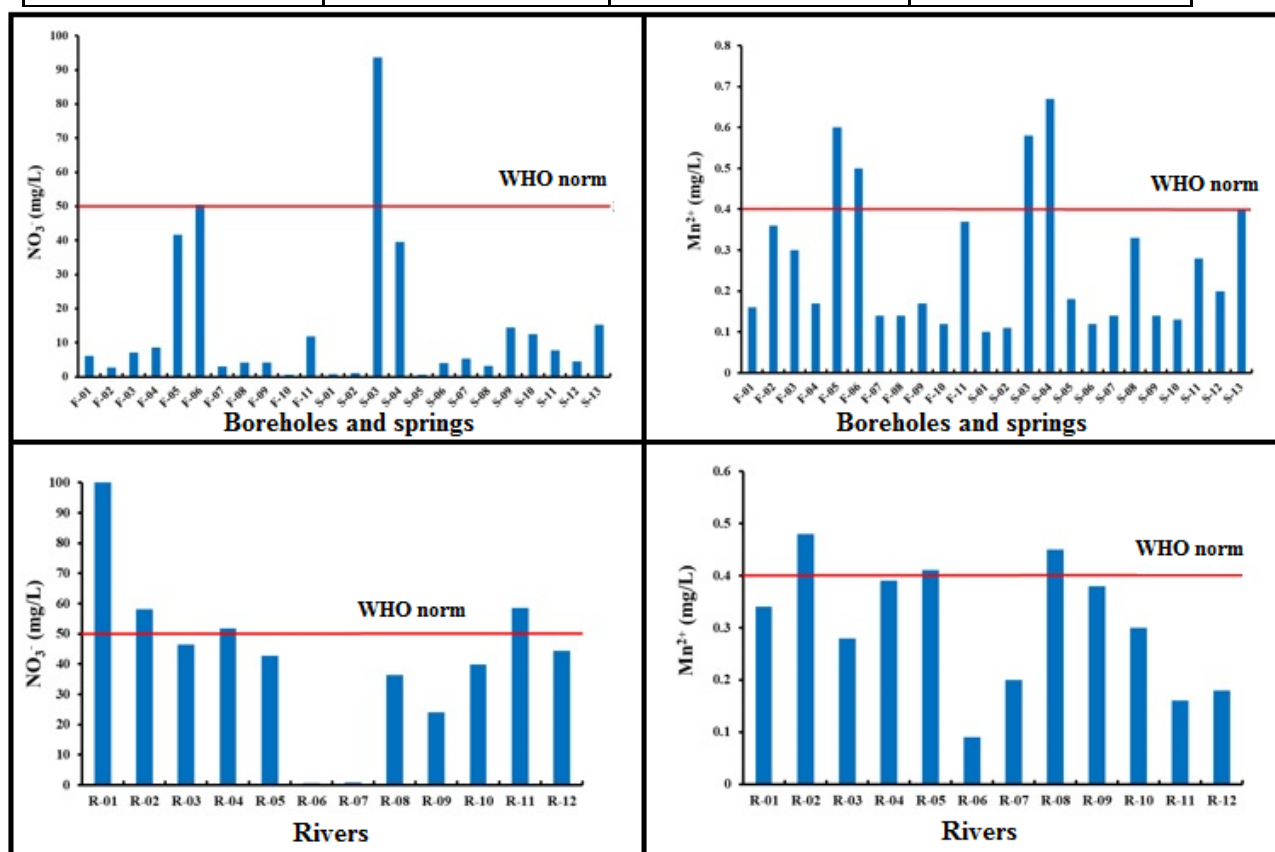 100
90
80
70
60
50
40
30
20
10
0
NO₃⁻ (mg/L)
WHO norm
F-01 F-02 F-03 F-04 F-05 F-06 F-07 F-08 F-09 F-10 F-11 S-01 S-02 S-03 S-04 S-05 S-06 S-07 S-08 S-09 S-10 S-11 S-12 S-13
Boreholes and springs
0.8
0.7
0.6
0.5
0.4
0.3
0.2
0.1
0
Mn²⁺ (mg/L)
WHO norm
F-01 F-02 F-03 F-04 F-05 F-06 F-07 F-08 F-09 F-10 F-11 S-01 S-02 S-03 S-04 S-05 S-06 S-07 S-08 S-09 S-10 S-11 S-12 S-13
Boreholes and springs
100
90
80
70
60
50
40
30
20
10
0
NO₃⁻ (mg/L)
WHO norm
R-01 R-02 R-03 R-04 R-05 R-06 R-07 R-08 R-09 R-10 R-11 R-12
Rivers
0.6
0.5
0.4
0.3
0.2
0.1
0
Mn²⁺ (mg/L)
WHO norm
R-01 R-02 R-03 R-04 R-05 R-06 R-07 R-08 R-09 R-10 R-11 R-12
Rivers